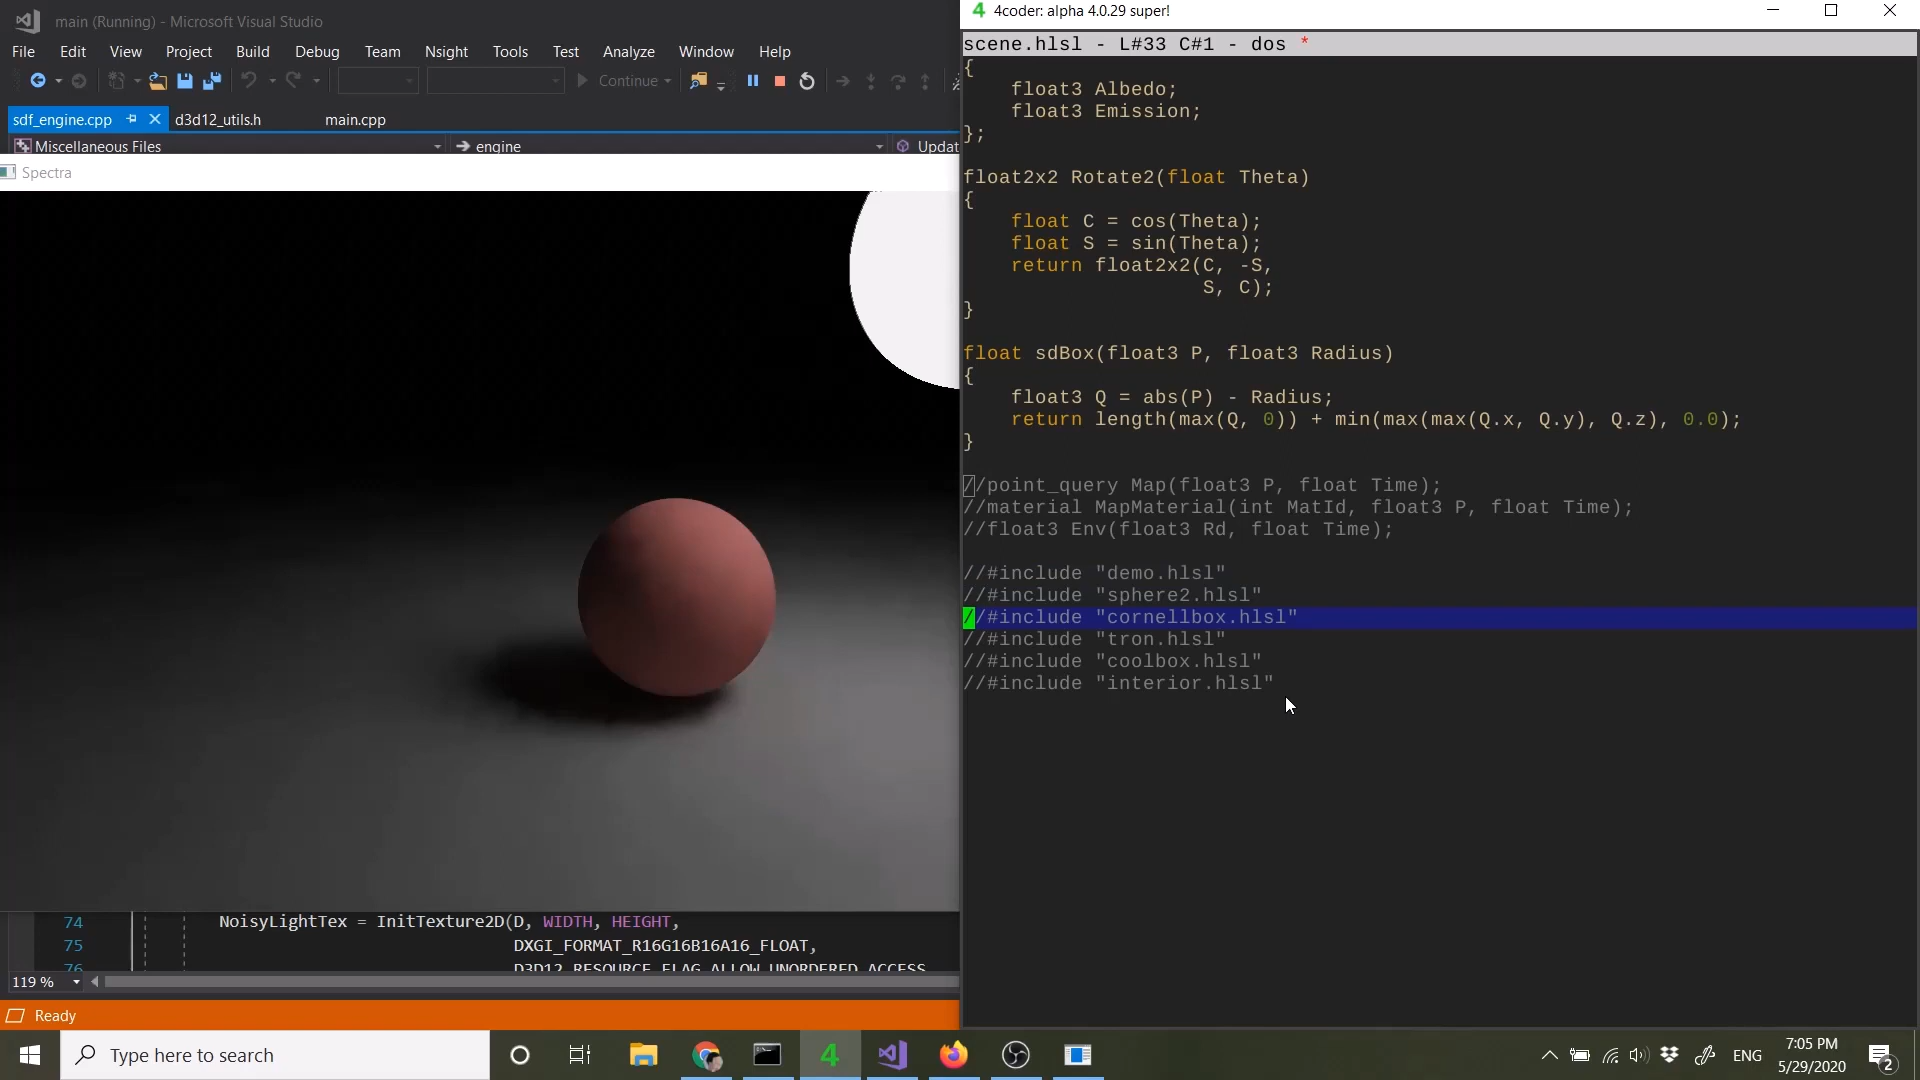 main (Running) - Microsoft Visual Studio
File Edit View Project Build Debug Team Nsight Tools Test Analyze Window Help
Continue
sdf_engine.cpp d3d12_utils.h main.cpp
Miscellaneous Files engine
Spectra
74 NoisyLightTex = InitTexture2D(D, WIDTH, HEIGHT,
75 DXGI_FORMAT_R16G16B16A16_FLOAT,
76 D3D12_RESOURCE_FLAG_ALLOW_UNORDERED_ACCESS
119 %
Ready
4 4coder: alpha 4.0.29 super!
scene.hlsl - L#33 C#1 - dos *
{
float3 Albedo;
float3 Emission;
};
float2x2 Rotate2(float Theta)
{
float C = cos(Theta);
float S = sin(Theta);
return float2x2(C, -S,
S, C);
}
float sdBox(float3 P, float3 Radius)
{
float3 Q = abs(P) - Radius;
return length(max(Q, 0)) + min(max(max(Q.x, Q.y), Q.z), 0.0);
}
//point_query Map(float3 P, float Time);
//material MapMaterial(int MatId, float3 P, float Time);
//float3 Env(float3 Rd, float Time);
//#include "demo.hlsl"
//#include "sphere2.hlsl"
//#include "cornellbox.hlsl"
//#include "tron.hlsl"
//#include "coolbox.hlsl"
//#include "interior.hlsl"
Type here to search
4
ENG
7:05 PM
5/29/2020
2